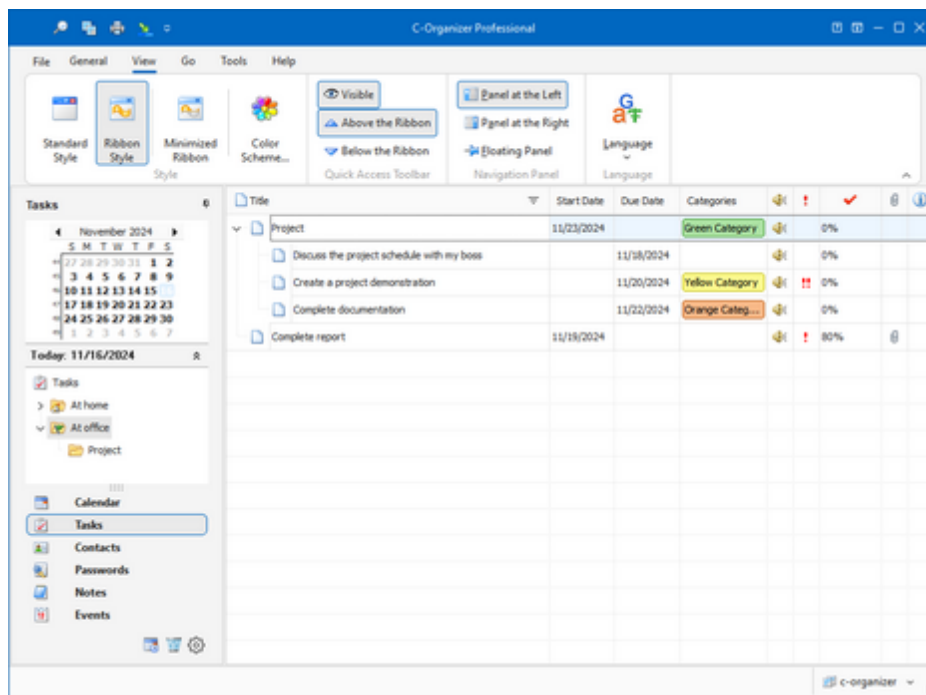 C-Organizer Professional
File General View Go Tools Help
Standard Style
Ribbon Style
Minimized Ribbon
Color Scheme...
Style
Visible
Above the Ribbon
Below the Ribbon
Quick Access Toolbar
Panel at the Left
Panel at the Right
Floating Panel
Navigation Panel
Language
Language
Tasks
November 2024
S M T W T F S
27 28 29 30 31 1 2
3 4 5 6 7 8 9
10 11 12 13 14 15
17 18 19 20 21 22 23
24 25 26 27 28 29 30
1 2 3 4 5 6 7
Today: 11/16/2024
Tasks
At home
At office
Project
Calendar
Tasks
Contacts
Passwords
Notes
Events
Title Start Date Due Date Categories
Project 11/23/2024 Green Category 0%
Discuss the project schedule with my boss 11/18/2024 0%
Create a project demonstration 11/20/2024 Yellow Category !! 0%
Complete documentation 11/22/2024 Orange Categ... 0%
Complete report 11/19/2024 ! 80%
c-organizer